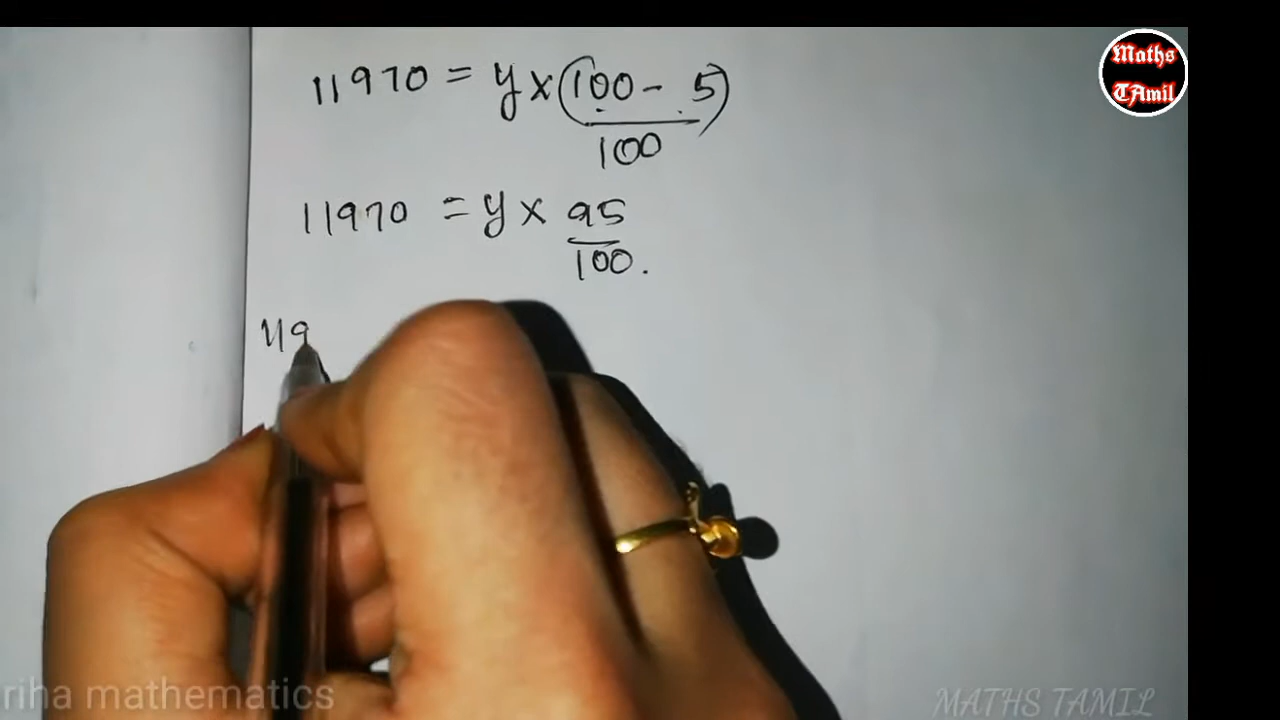 Maths
TAmil
11970 = y × (100 - 5)
100
11970 = y × 95
100.
119
riha mathematics
MATHS TAMIL